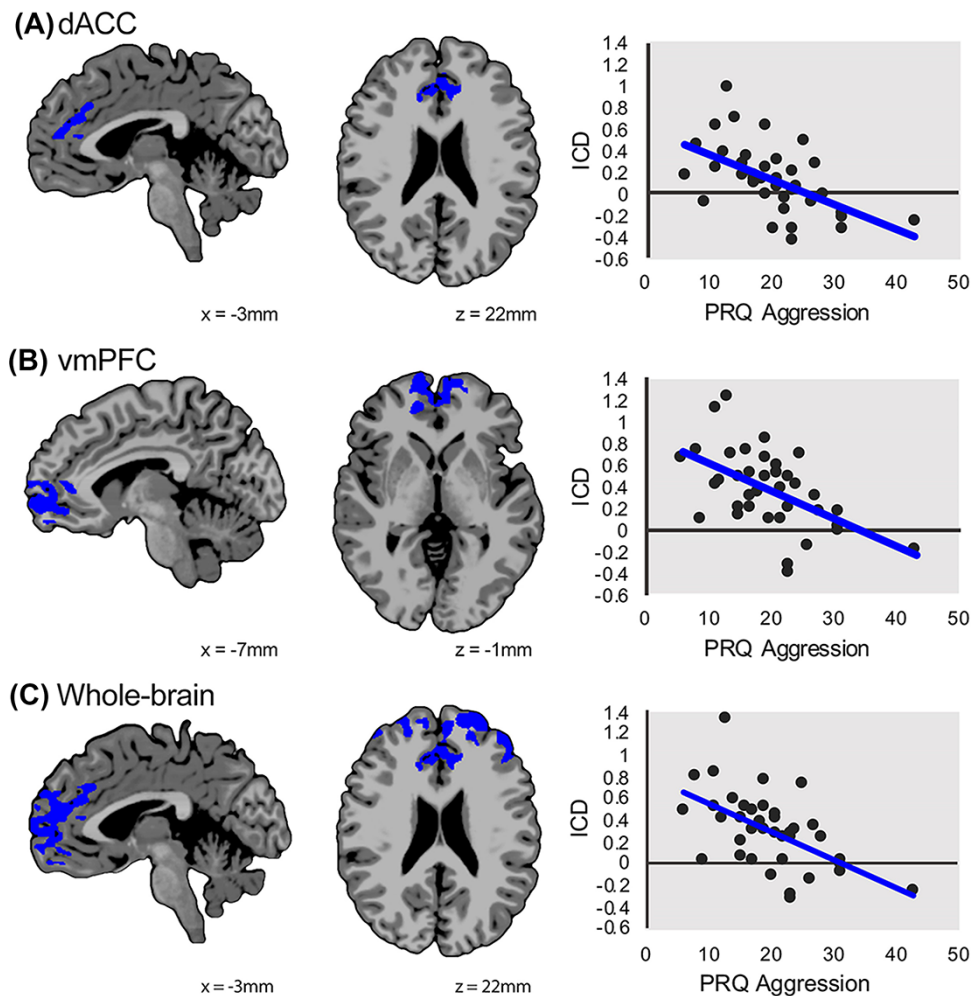 (A) dACC
1.4
1.2
1
0.8
0.6
0.4
0.2
0
-0.2
-0.4
-0.6
ICD
0 10 20 30 40 50
PRQ Aggression
x = -3mm z = 22mm
(B) vmPFC
1.4
1.2
1
0.8
0.6
0.4
0.2
0
-0.2
-0.4
-0.6
ICD
0 10 20 30 40 50
PRQ Aggression
x = -7mm z = -1mm
(C) Whole-brain
1.4
1.2
1
0.8
0.6
0.4
0.2
0
-0.2
-0.4
-0.6
ICD
0 10 20 30 40 50
PRQ Aggression
x = -3mm z = 22mm